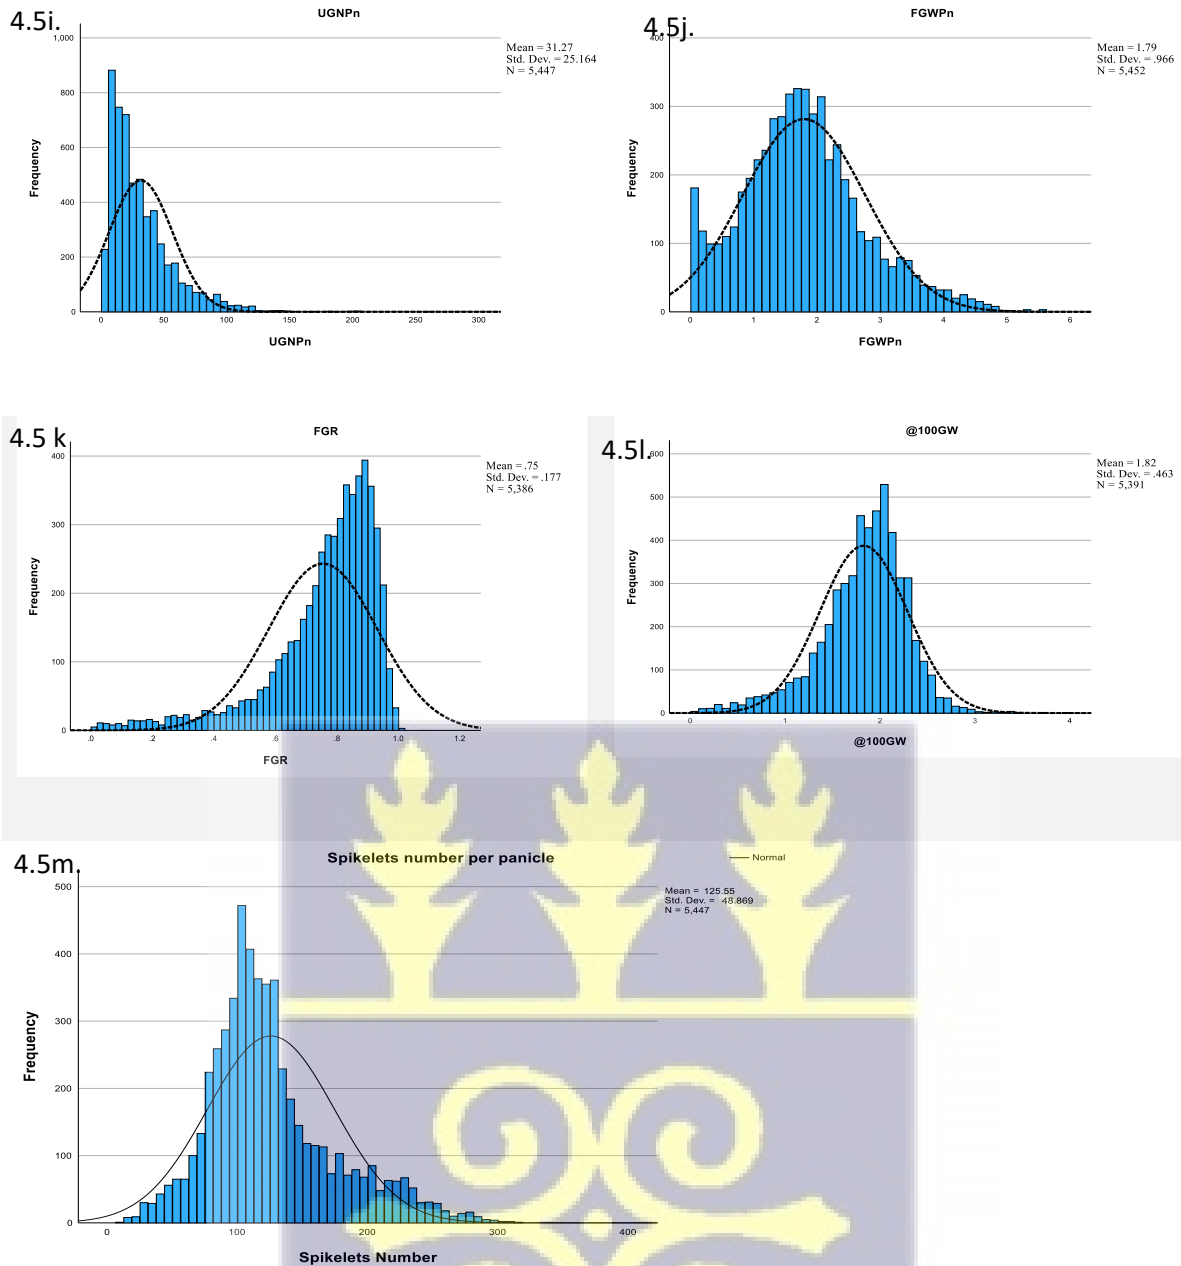 4.5i.
UGNPn
Mean = 31.27
Std. Dev. = 25.164
N = 5,447
1,000
800
600
400
200
0
Frequency
0 50 100 150 200 250 300
UGNPn
4.5j.
FGWPn
Mean = 1.79
Std. Dev. = .966
N = 5,452
400
300
200
100
0
Frequency
0 1 2 3 4 5 6
FGWPn
4.5 k
FGR
Mean = .75
Std. Dev. = .177
N = 5,386
400
300
200
100
0
Frequency
.0 .2 .4 .6 .8 1.0 1.2
FGR
4.5l.
@100GW
Mean = 1.82
Std. Dev. = .463
N = 5,391
600
500
400
300
200
100
0
Frequency
0 1 2 3 4
@100GW
4.5m.
Spikelets number per panicle
Normal
Mean = 125.55
Std. Dev. = 48.869
N = 5,447
500
400
300
200
100
0
Frequency
0 100 200 300 400
Spikelets Number